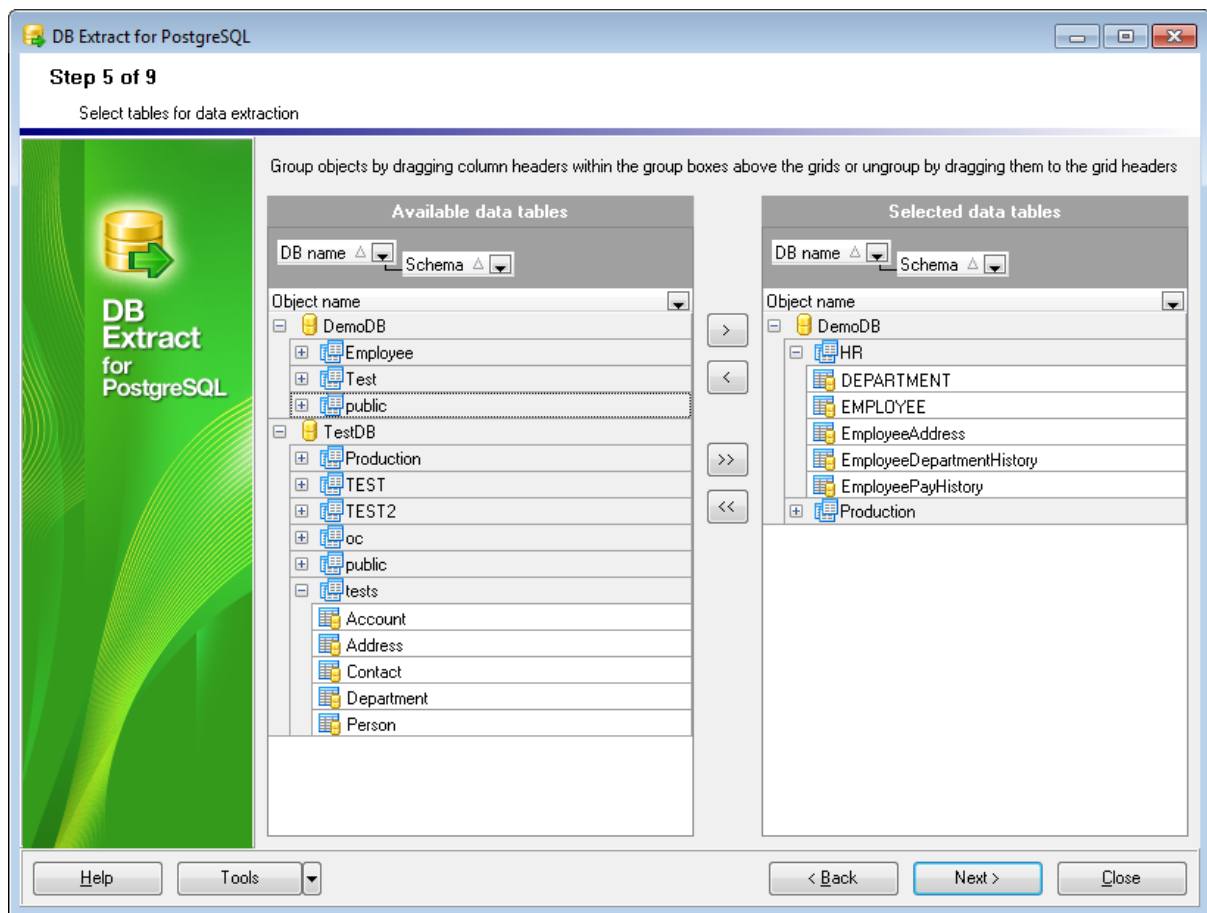 DB Extract for PostgreSQL
Step 5 of 9
Select tables for data extraction
DB
Extract
for
PostgreSQL
Group objects by dragging column headers within the group boxes above the grids or ungroup by dragging them to the grid headers
Available data tables
DB name
Schema
Object name
DemoDB
Employee
Test
public
TestDB
Production
TEST
TEST2
oc
public
tests
Account
Address
Contact
Department
Person
>
<
>>
<<
Selected data tables
DB name
Schema
Object name
DemoDB
HR
DEPARTMENT
EMPLOYEE
EmployeeAddress
EmployeeDepartmentHistory
EmployeePayHistory
Production
Help
Tools
< Back
Next >
Close